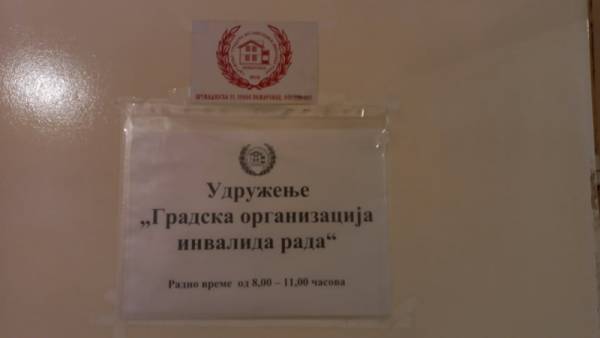 Удружење
„Градска организација
инвалида рада“
Радно време од 8,00 – 11,00 часова